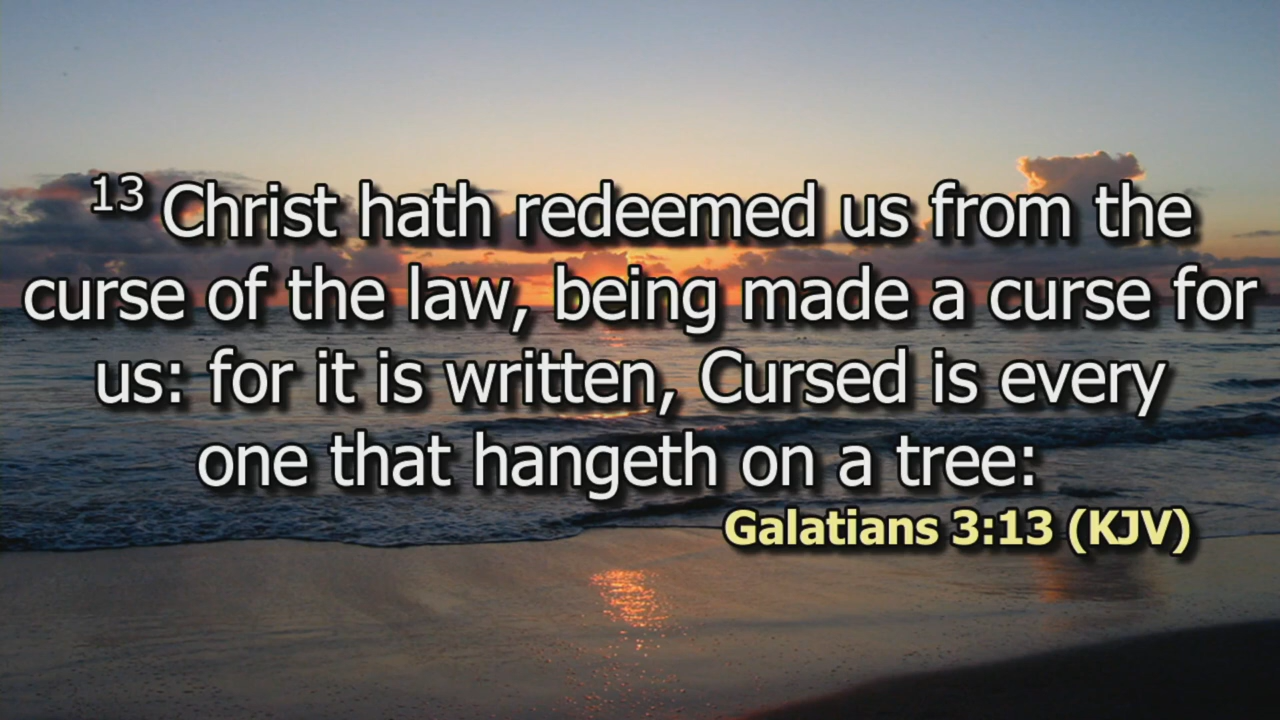 13 Christ hath redeemed us from the
curse of the law, being made a curse for
us: for it is written, Cursed is every
one that hangeth on a tree:
Galatians 3:13 (KJV)